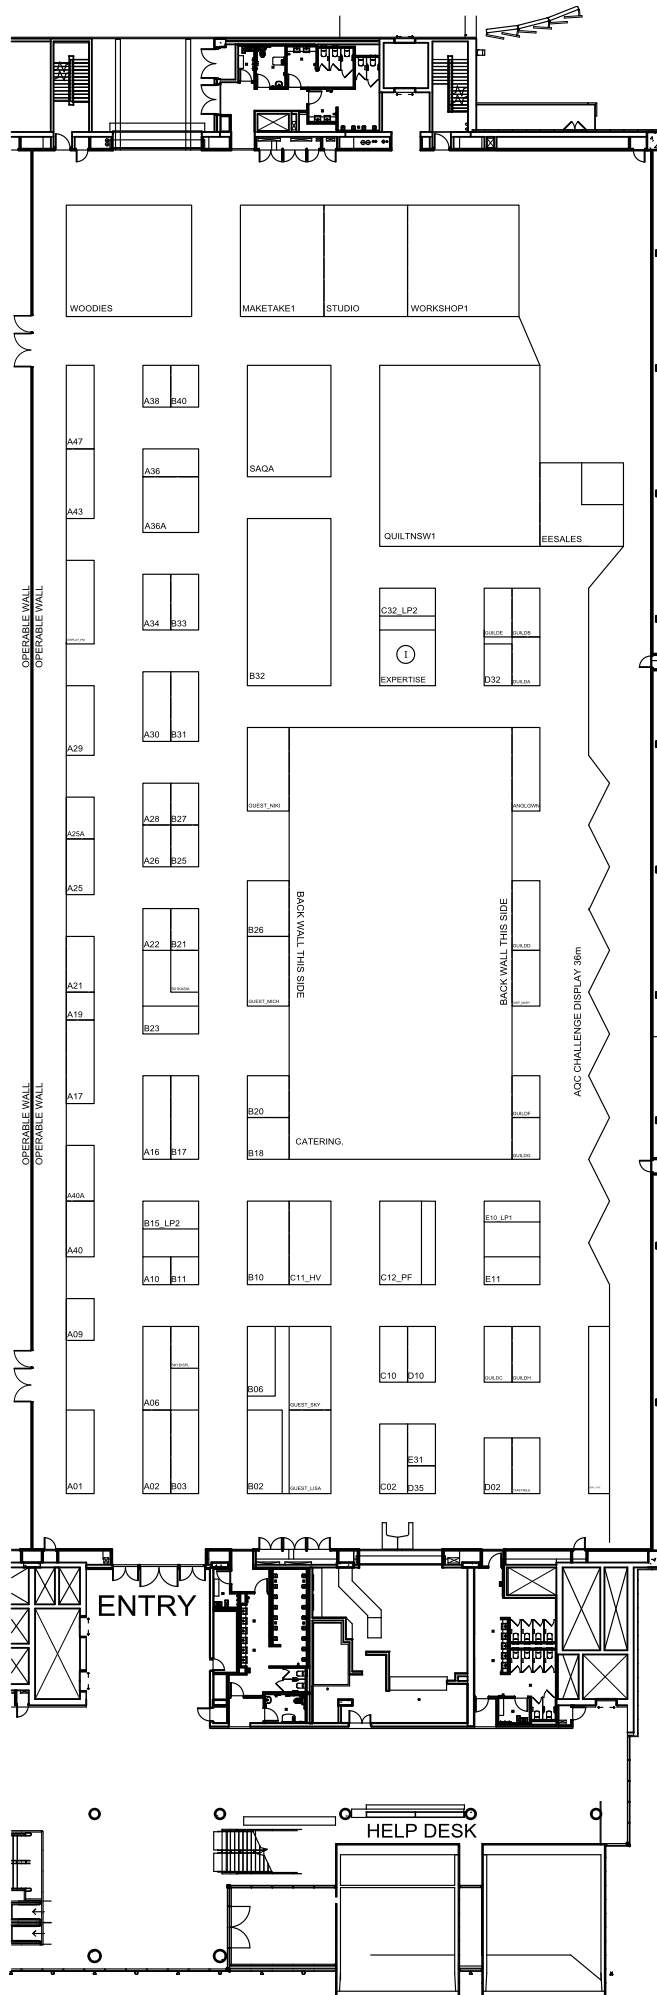 WOODIES
MAKETAKE1
STUDIO
WORKSHOP1
A38
B40
A47
A36
SAQA
A43
A36A
QUILTNSW1
EESALES
C32_LP2
OPERABLE WALL
OPERABLE WALL
A34
B33
GUILDE
GUILDB
I
B32
EXPERTISE
D32
GUILDA
A30
B31
A29
GUEST_NIKI
ANGLGWN
A28
B27
A25A
A26
B25
A25
BACK WALL THIS SIDE
BACK WALL THIS SIDE
B26
A22
B21
GUILDD
AQC CHALLENGE DISPLAY 36m
A21
GUEST_MICH
A19
B23
A17
OPERABLE WALL
OPERABLE WALL
B20
GUILDF
CATERING.
A16
B17
B18
GUILDG
A40A
B15_LP2
E10_LP1
A40
A10
B11
B10
C11_HV
C12_PF
E11
A09
C10
D10
GUILDC
GUILDH
B06
A06
GUEST_SKY
E31
A01
A02
B03
B02
GUEST_LISA
C02
D35
D02
ENTRY
HELP DESK